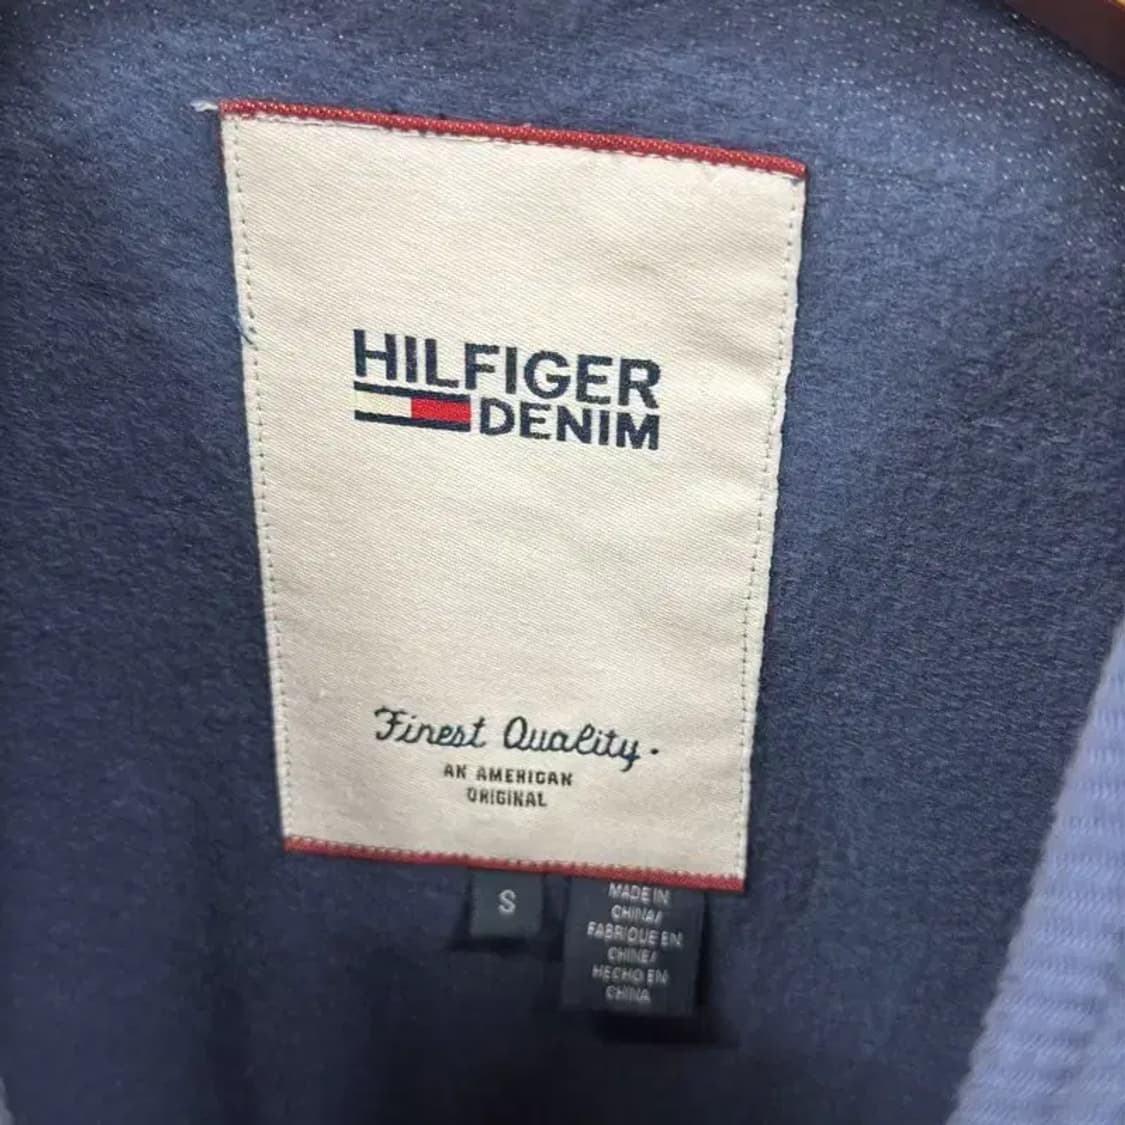 HILFIGER
DENIM
Finest Quality.
AN AMERICAN
ORIGINAL
S
MADE IN
CHINA/
FABRIQUE EN
CHINE/
HECHO EN
CHINA